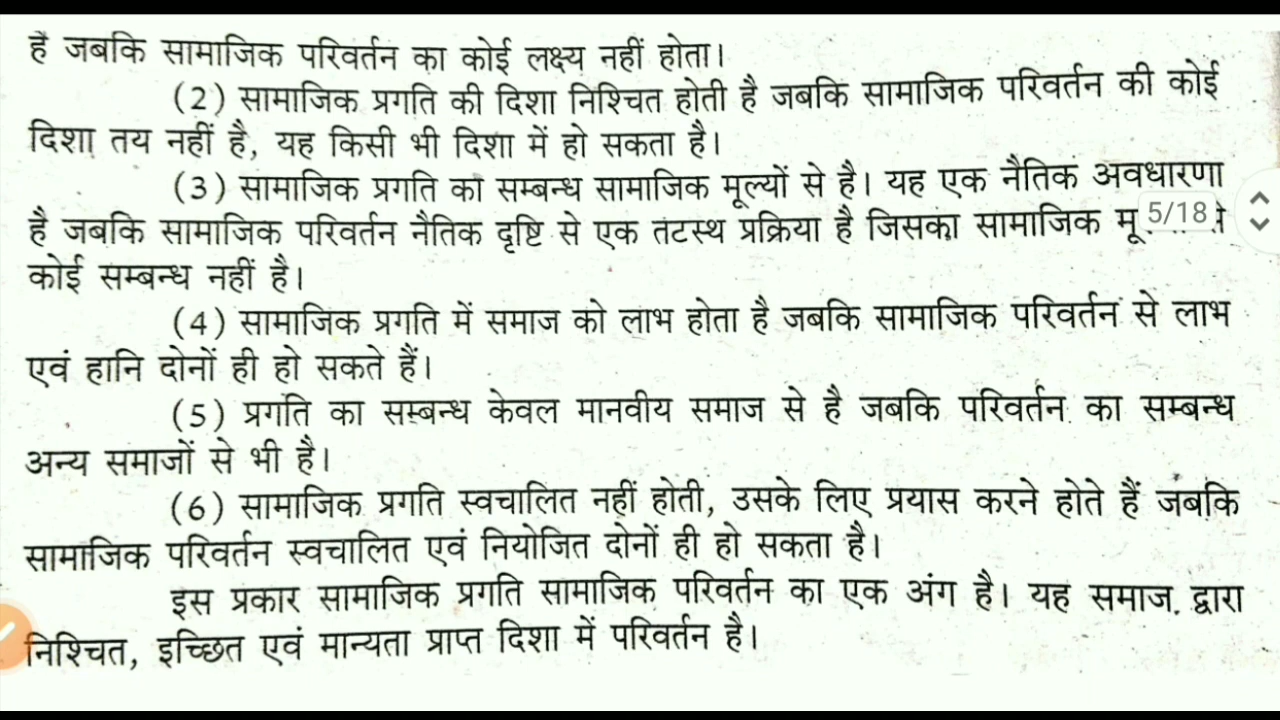 है जबकि सामाजिक परिवर्तन का कोई लक्ष्य नहीं होता।
(2) सामाजिक प्रगति की दिशा निश्चित होती है जबकि सामाजिक परिवर्तन की कोई
दिशा तय नहीं है, यह किसी भी दिशा में हो सकता है।
(3) सामाजिक प्रगति का सम्बन्ध सामाजिक मूल्यों से है। यह एक नैतिक अवधारणा
है जबकि सामाजिक परिवर्तन नैतिक दृष्टि से एक तटस्थ प्रक्रिया है जिसका सामाजिक
5/18
कोई सम्बन्ध नहीं है।
(4) सामाजिक प्रगति में समाज को लाभ होता है जबकि सामाजिक परिवर्तन से लाभ
एवं हानि दोनों ही हो सकते हैं।
(5) प्रगति का सम्बन्ध केवल मानवीय समाज से है जबकि परिवर्तन का सम्बन्ध
अन्य समाजों से भी है।
(6) सामाजिक प्रगति स्वचालित नहीं होती, उसके लिए प्रयास करने होते हैं जबकि
सामाजिक परिवर्तन स्वचालित एवं नियोजित दोनों ही हो सकता है।
इस प्रकार सामाजिक प्रगति सामाजिक परिवर्तन का एक अंग है। यह समाज द्वारा
निश्चित, इच्छित एवं मान्यता प्राप्त दिशा में परिवर्तन है।